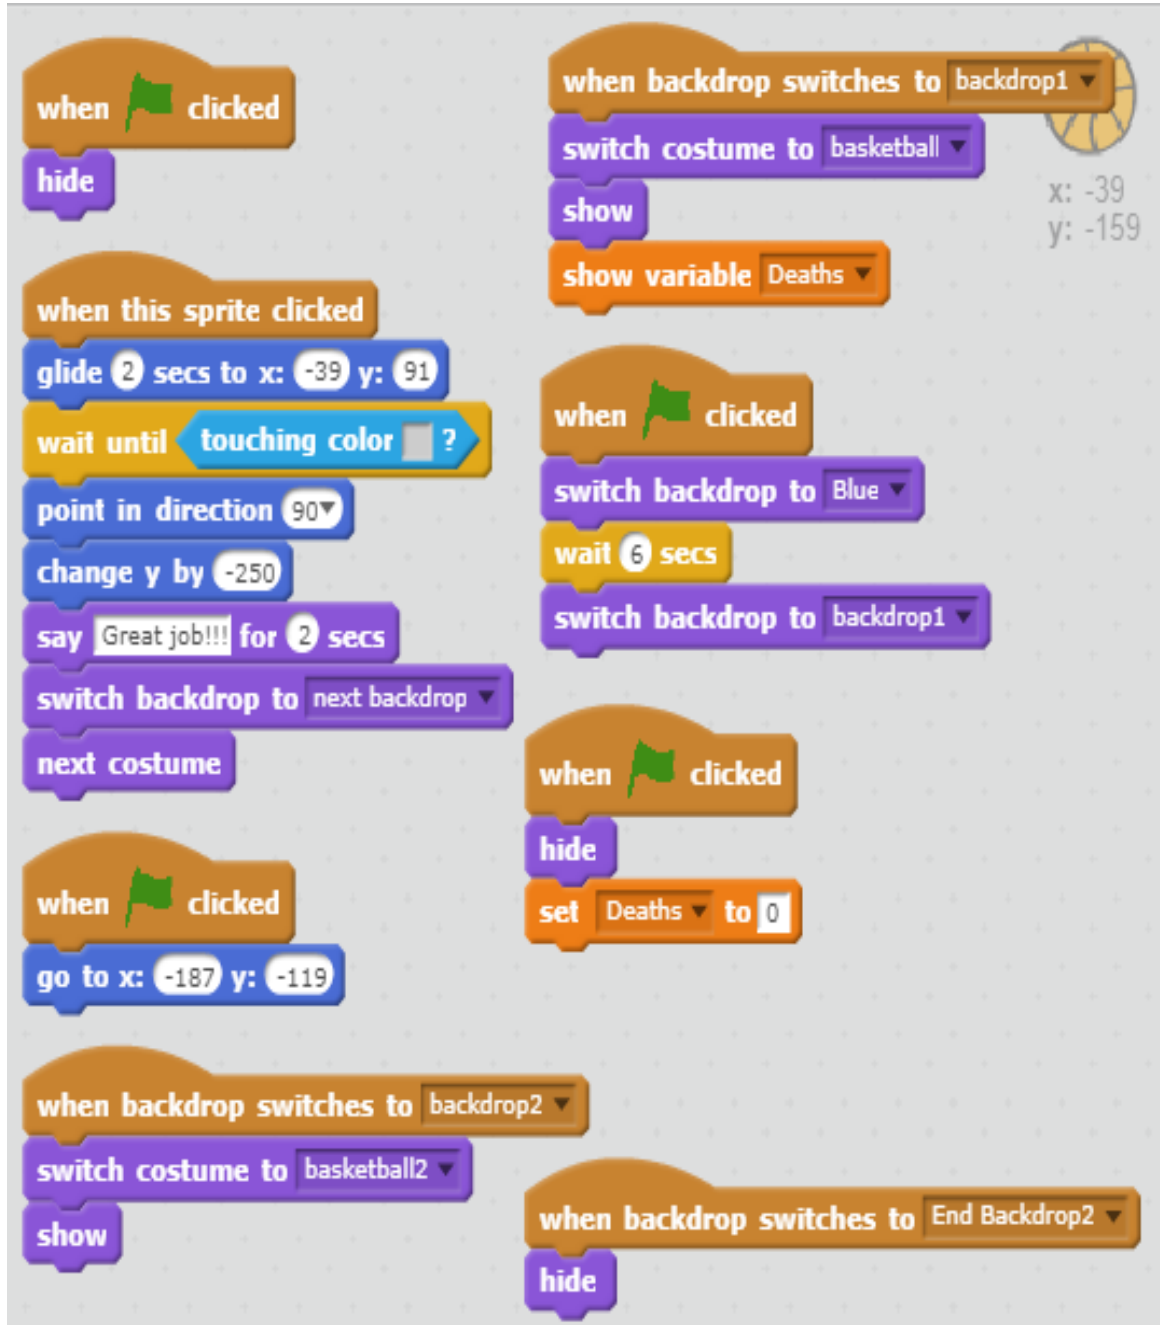 when clicked
hide
when this sprite clicked
glide 2 secs to x: -39 y: 91
wait until touching color ?
point in direction 90
change y by -250
say Great job!!! for 2 secs
switch backdrop to next backdrop
next costume
when clicked
go to x: -187 y: -119
when backdrop switches to backdrop2
switch costume to basketball2
show
when backdrop switches to backdrop1
switch costume to basketball
show
show variable Deaths
x: -39
y: -159
when clicked
switch backdrop to Blue
wait 6 secs
switch backdrop to backdrop1
when clicked
hide
set Deaths to 0
when backdrop switches to End Backdrop2
hide